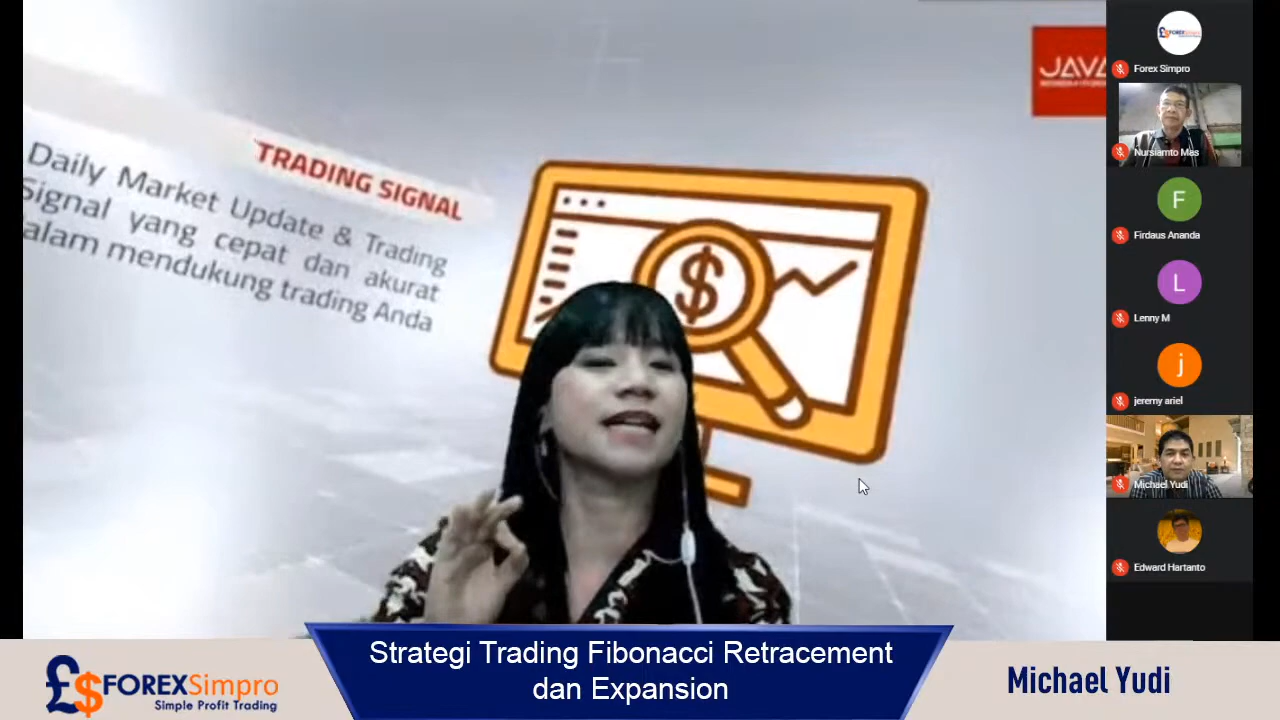 JAVA
TRADING SIGNAL
Daily Market Update & Trading
Signal yang cepat dan akurat
alam mendukung trading Anda
$
FOREXSimpro
Forex Simpro
Nursiamto Mas
F
Firdaus Ananda
L
Lenny M
j
jeremy ariel
Michael Yudi
Edward Hartanto
Strategi Trading Fibonacci Retracement
dan Expansion
£$FOREXSimpro
Simple Profit Trading
Michael Yudi